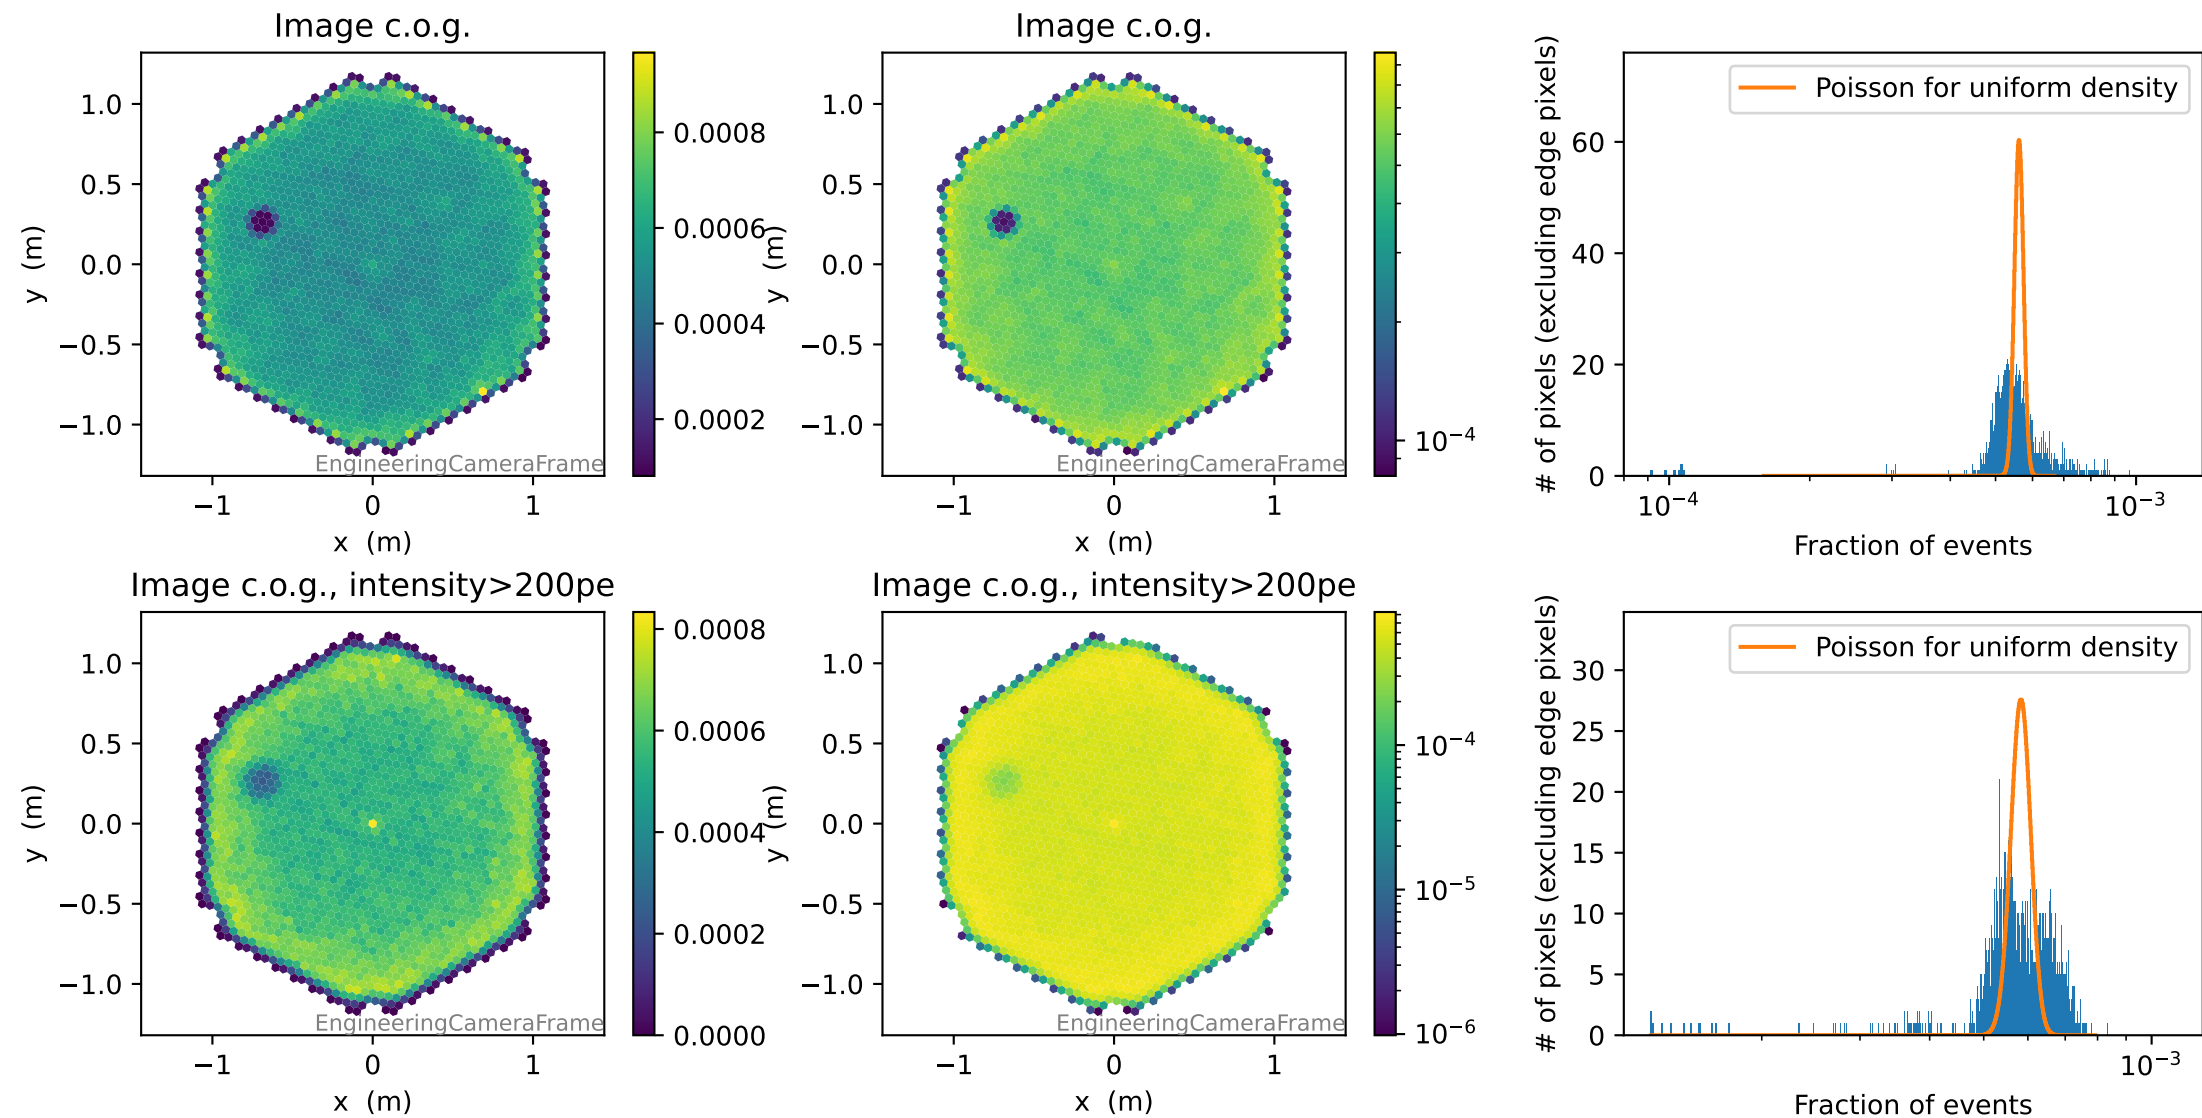 Image c.o.g.
1.0
0.5
0.0
−0.5
−1.0
y (m)
−1
0
1
x (m)
EngineeringCameraFrame
0.0008
0.0006
0.0004
0.0002
Image c.o.g.
1.0
0.5
0.0
−0.5
−1.0
y (m)
−1
0
1
x (m)
EngineeringCameraFrame
10−4
# of pixels (excluding edge pixels)
60
40
20
0
Poisson for uniform density
10−4
10−3
Fraction of events
Image c.o.g., intensity>200pe
1.0
0.5
0.0
−0.5
−1.0
y (m)
−1
0
1
x (m)
EngineeringCameraFrame
0.0008
0.0006
0.0004
0.0002
0.0000
Image c.o.g., intensity>200pe
1.0
0.5
0.0
−0.5
−1.0
y (m)
−1
0
1
x (m)
EngineeringCameraFrame
10−4
10−5
10−6
# of pixels (excluding edge pixels)
30
25
20
15
10
5
0
Poisson for uniform density
10−3
Fraction of events